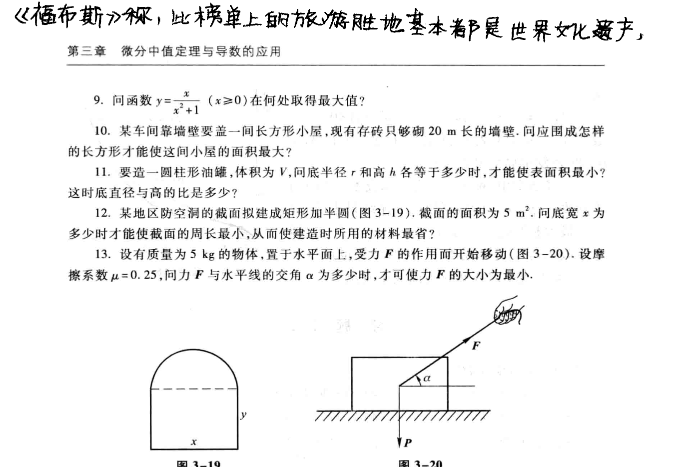 《福布斯》称，此榜单上的旅游胜地基本都是世界文化遗产，
第三章 微分中值定理与导数的应用
9. 问函数 y=x/(x²+1) (x≥0)在何处取得最大值?
10. 某车间靠墙壁要盖一间长方形小屋,现有存砖只够砌 20 m 长的墙壁.问应围成怎样
的长方形才能使这间小屋的面积最大?
11. 要造一圆柱形油罐,体积为 V,问底半径 r 和高 h 各等于多少时,才能使表面积最小?
这时底直径与高的比是多少?
12. 某地区防空洞的截面拟建成矩形加半圆(图 3-19).截面的面积为 5 m².问底宽 x 为
多少时才能使截面的周长最小,从而使建造时所用的材料最省?
13. 设有质量为 5 kg 的物体,置于水平面上,受力 F 的作用而开始移动(图 3-20).设摩
擦系数 μ=0.25,问力 F 与水平线的交角 α 为多少时,才可使力 F 的大小为最小.
F
α
y
x
P
图 3-19
图 3-20